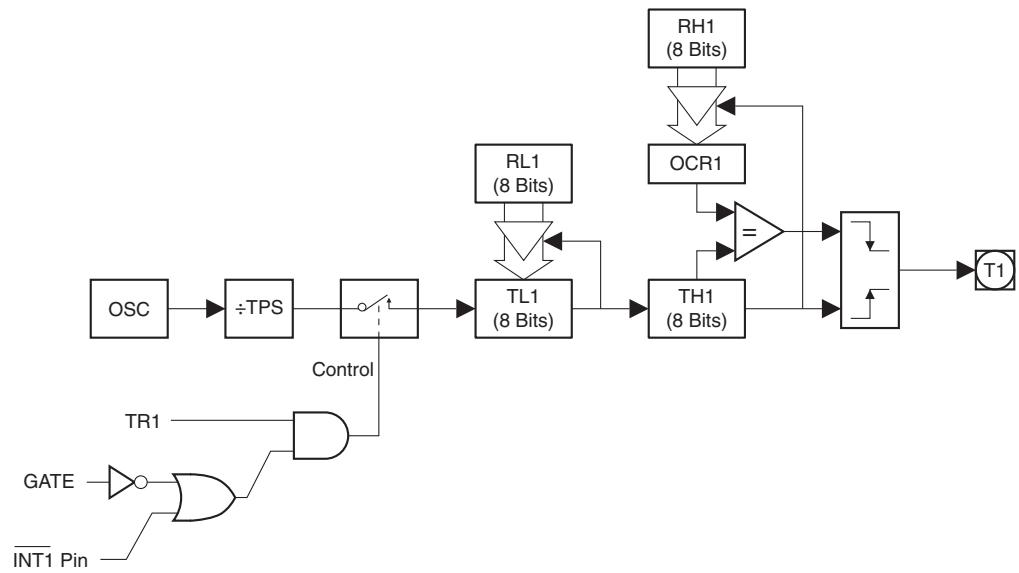 RH1
(8 Bits)
RL1
(8 Bits)
OCR1
=
OSC
÷TPS
TL1
(8 Bits)
TH1
(8 Bits)
T1
Control
TR1
GATE
INT1 Pin